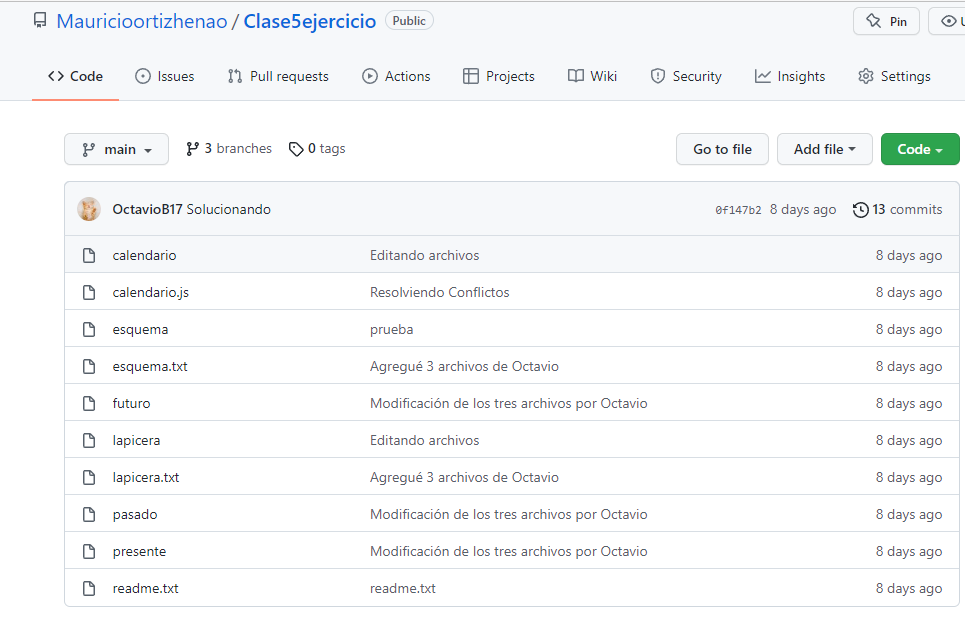 Mauricioortizhenao / Clase5ejercicio Public Pin
Code Issues Pull requests Actions Projects Wiki Security Insights Settings
main 3 branches 0 tags Go to file Add file Code
OctavioB17 Solucionando 0f147b2 8 days ago 13 commits
calendario Editando archivos 8 days ago
calendario.js Resolviendo Conflictos 8 days ago
esquema prueba 8 days ago
esquema.txt Agregué 3 archivos de Octavio 8 days ago
futuro Modificación de los tres archivos por Octavio 8 days ago
lapicera Editando archivos 8 days ago
lapicera.txt Agregué 3 archivos de Octavio 8 days ago
pasado Modificación de los tres archivos por Octavio 8 days ago
presente Modificación de los tres archivos por Octavio 8 days ago
readme.txt readme.txt 8 days ago